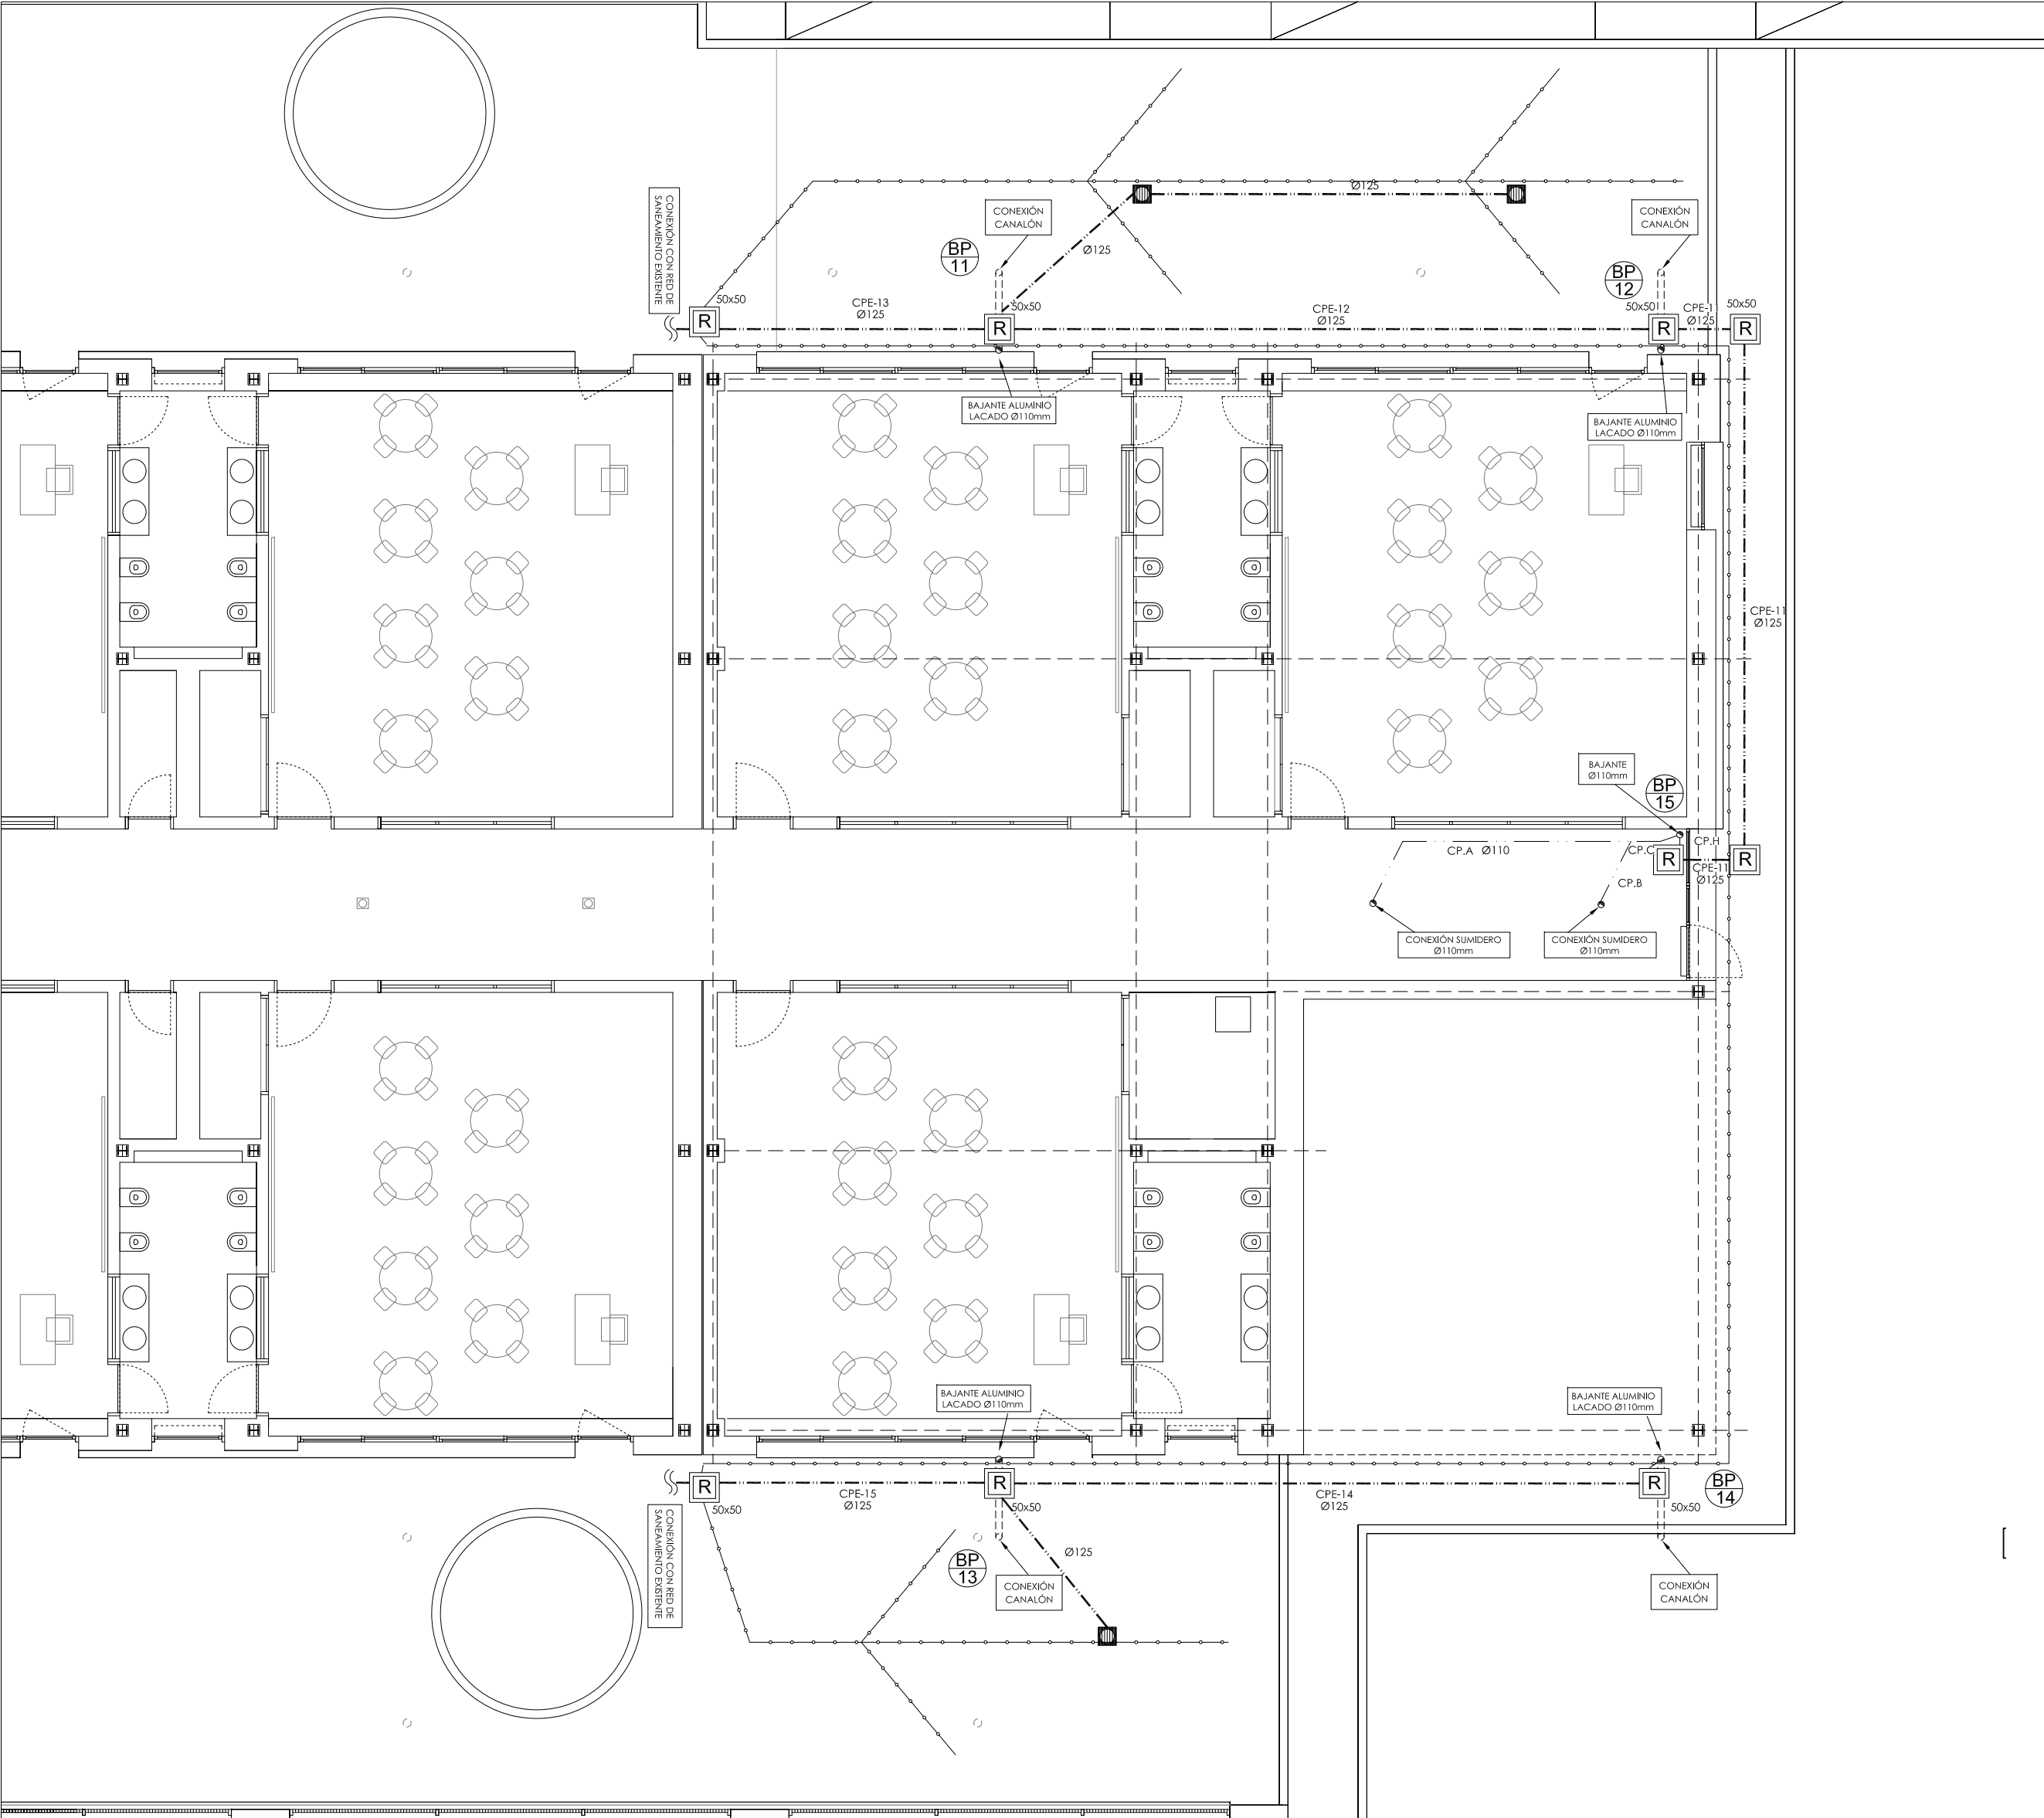 Ø125
CONEXIÓN CON RED DE
SANEAMIENTO EXISTENTE
CONEXIÓN
CANALÓN
CONEXIÓN
CANALÓN
BP
11
Ø125
BP
12
50x50
CPE-13
Ø125
50x50
CPE-12
Ø125
50x50
CPE-11
Ø125
50x50
R
R
R
R
BAJANTE ALUMINIO
LACADO Ø110mm
BAJANTE ALUMINIO
LACADO Ø110mm
CPE-11
Ø125
BAJANTE
Ø110mm
BP
15
CP.A Ø110
CP.C
CP.H
R
R
CPE-11
Ø125
CP.B
CONEXIÓN SUMIDERO
Ø110mm
CONEXIÓN SUMIDERO
Ø110mm
BAJANTE ALUMINIO
LACADO Ø110mm
BAJANTE ALUMINIO
LACADO Ø110mm
R
R
R
BP
14
CPE-15
Ø125
CPE-14
Ø125
50x50
50x50
50x50
CONEXIÓN CON RED DE
SANEAMIENTO EXISTENTE
Ø125
BP
13
CONEXIÓN
CANALÓN
CONEXIÓN
CANALÓN